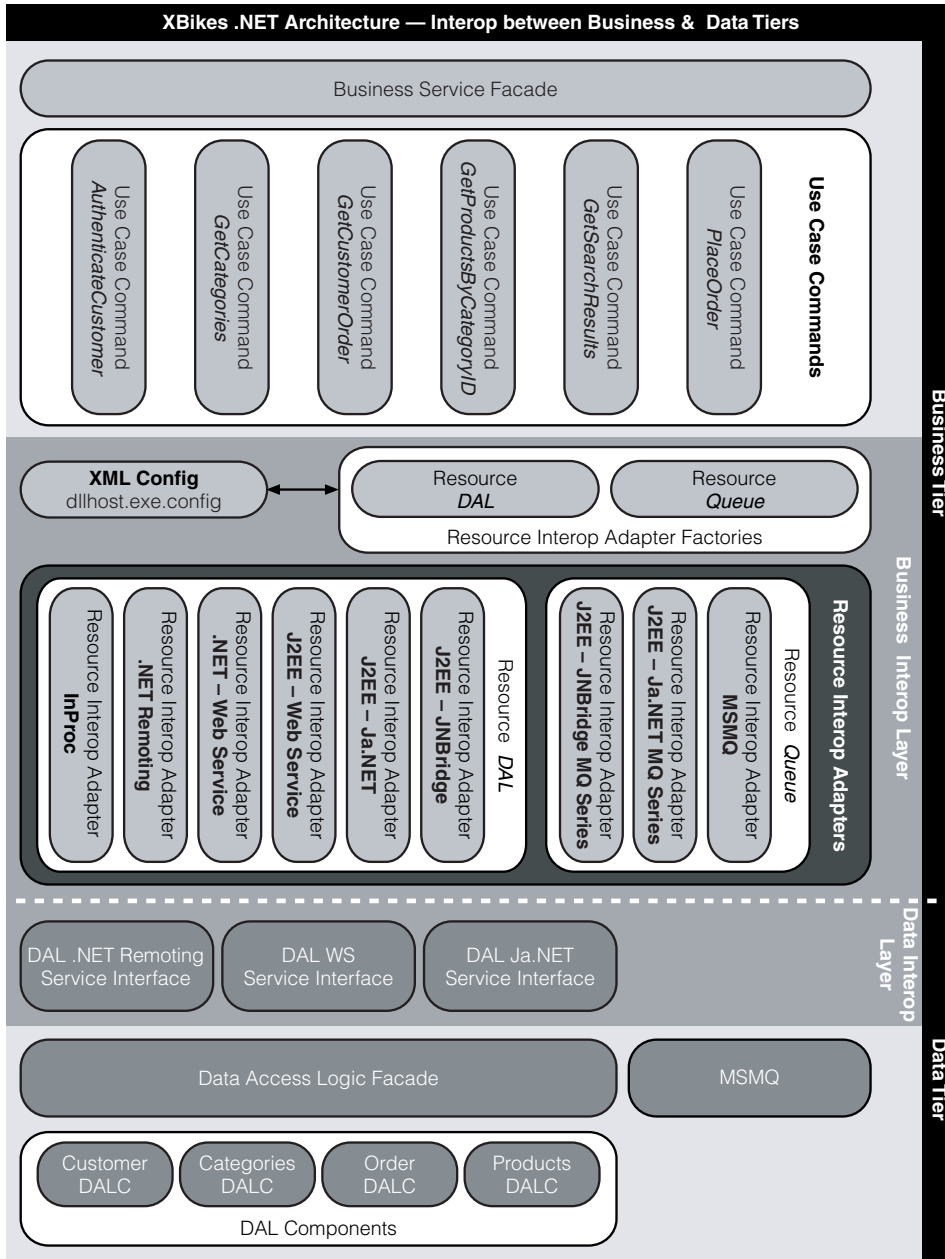 XBikes .NET Architecture — Interop between Business & Data Tiers
Business Service Facade
Use Case Command
AuthenticateCustomer
Use Case Command
GetCategories
Use Case Command
GetCustomerOrder
Use Case Command
GetProductsByCategoryID
Use Case Command
GetSearchResults
Use Case Command
PlaceOrder
Use Case Commands
Business Tier
XML Config
dllhost.exe.config
Resource
DAL
Resource
Queue
Resource Interop Adapter Factories
Business Interop Layer
Resource Interop Adapter
InProc
Resource Interop Adapter
.NET Remoting
Resource Interop Adapter
.NET – Web Service
Resource Interop Adapter
J2EE – Web Service
Resource Interop Adapter
J2EE – Ja.NET
Resource Interop Adapter
J2EE – JNBridge
Resource DAL
Resource Interop Adapter
J2EE – JNBridge MQ Series
Resource Interop Adapter
J2EE – Ja.NET MQ Series
Resource Interop Adapter
MSMQ
Resource Queue
Resource Interop Adapters
DAL .NET Remoting
Service Interface
DAL WS
Service Interface
DAL Ja.NET
Service Interface
Data Interop
Layer
Data Access Logic Facade
MSMQ
Data Tier
Customer
DALC
Categories
DALC
Order
DALC
Products
DALC
DAL Components